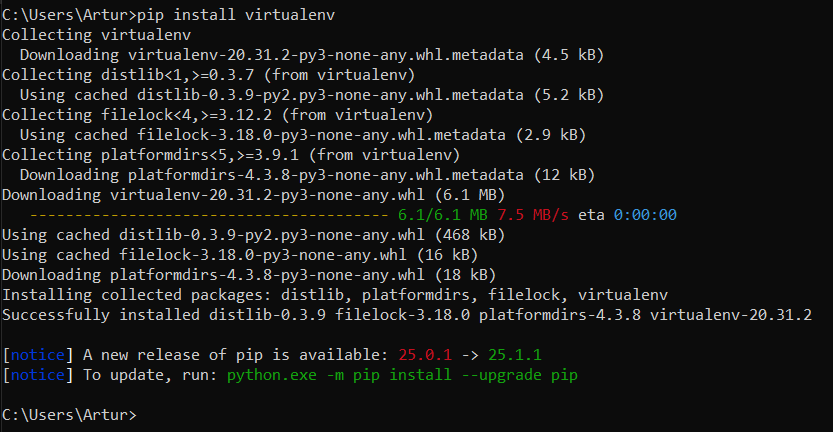 C:\Users\Artur>pip install virtualenv
Collecting virtualenv
  Downloading virtualenv-20.31.2-py3-none-any.whl.metadata (4.5 kB)
Collecting distlib<1,>=0.3.7 (from virtualenv)
  Using cached distlib-0.3.9-py2.py3-none-any.whl.metadata (5.2 kB)
Collecting filelock<4,>=3.12.2 (from virtualenv)
  Using cached filelock-3.18.0-py3-none-any.whl.metadata (2.9 kB)
Collecting platformdirs<5,>=3.9.1 (from virtualenv)
  Downloading platformdirs-4.3.8-py3-none-any.whl.metadata (12 kB)
Downloading virtualenv-20.31.2-py3-none-any.whl (6.1 MB)
   ---------------------------------------- 6.1/6.1 MB 7.5 MB/s eta 0:00:00
Using cached distlib-0.3.9-py2.py3-none-any.whl (468 kB)
Using cached filelock-3.18.0-py3-none-any.whl (16 kB)
Downloading platformdirs-4.3.8-py3-none-any.whl (18 kB)
Installing collected packages: distlib, platformdirs, filelock, virtualenv
Successfully installed distlib-0.3.9 filelock-3.18.0 platformdirs-4.3.8 virtualenv-20.31.2

[notice] A new release of pip is available: 25.0.1 -> 25.1.1
[notice] To update, run: python.exe -m pip install --upgrade pip

C:\Users\Artur>